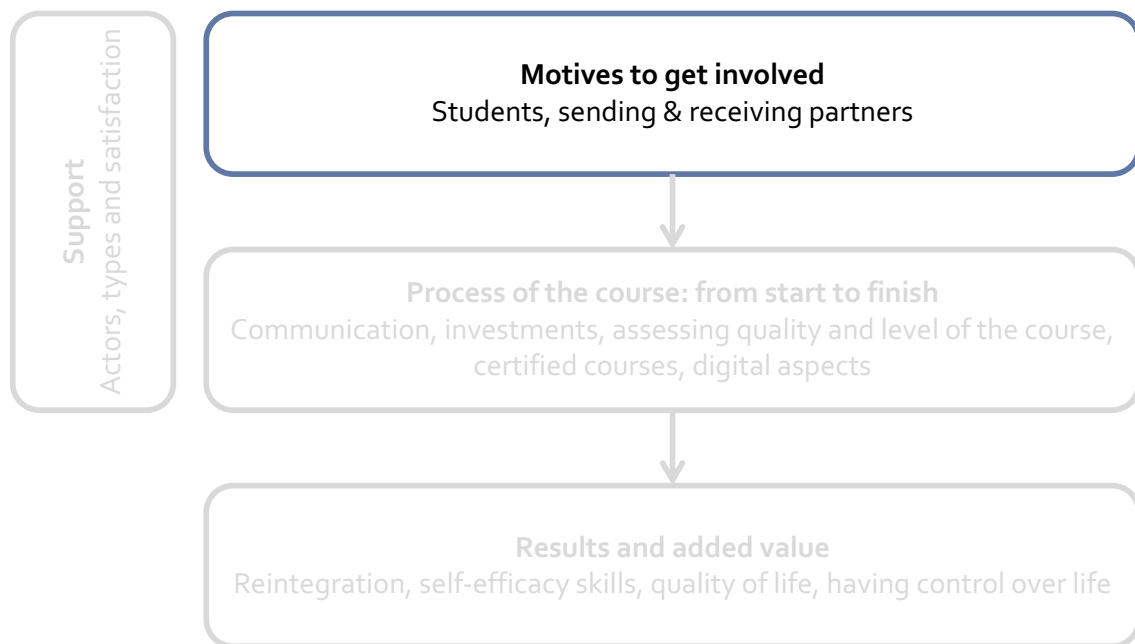 Support
Actors, types and satisfaction
Motives to get involved
Students, sending & receiving partners
Process of the course: from start to finish
Communication, investments, assessing quality and level of the course,
certified courses, digital aspects
Results and added value
Reintegration, self-efficacy skills, quality of life, having control over life